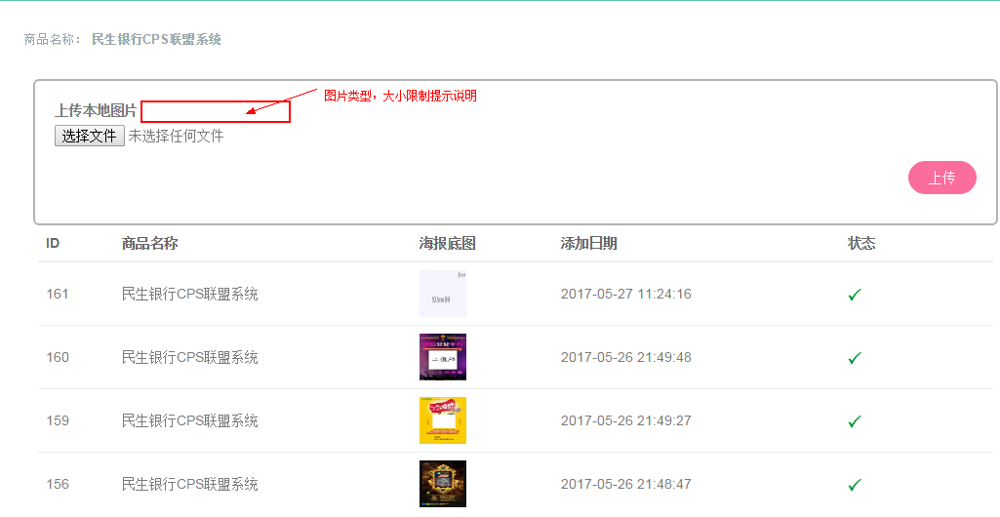 商品名称： 民生银行CPS联盟系统
图片类型，大小限制提示说明
上传本地图片
选择文件 未选择任何文件
上传
ID 商品名称 海报底图 添加日期 状态
161 民生银行CPS联盟系统 2017-05-27 11:24:16
160 民生银行CPS联盟系统 2017-05-26 21:49:48
159 民生银行CPS联盟系统 2017-05-26 21:49:27
156 民生银行CPS联盟系统 2017-05-26 21:48:47